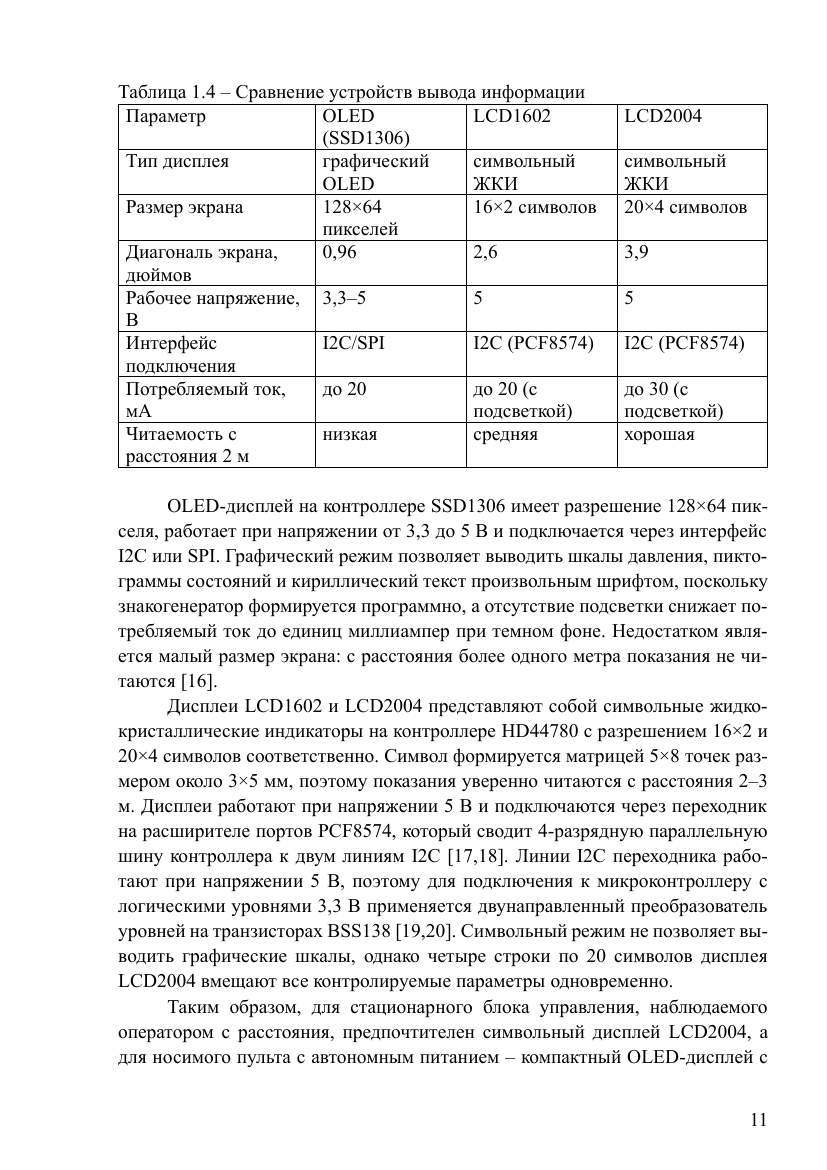 Таблица 1.4 – Сравнение устройств вывода информации
Параметр OLED (SSD1306) LCD1602 LCD2004
Тип дисплея графический OLED символьный ЖКИ символьный ЖКИ
Размер экрана 128×64 пикселей 16×2 символов 20×4 символов
Диагональ экрана, дюймов 0,96 2,6 3,9
Рабочее напряжение, В 3,3–5 5 5
Интерфейс подключения I2C/SPI I2C (PCF8574) I2C (PCF8574)
Потребляемый ток, мА до 20 до 20 (с подсветкой) до 30 (с подсветкой)
Читаемость с расстояния 2 м низкая средняя хорошая
OLED-дисплей на контроллере SSD1306 имеет разрешение 128×64 пик-
селя, работает при напряжении от 3,3 до 5 В и подключается через интерфейс
I2C или SPI. Графический режим позволяет выводить шкалы давления, пикто-
граммы состояний и кириллический текст произвольным шрифтом, поскольку
знакогенератор формируется программно, а отсутствие подсветки снижает по-
требляемый ток до единиц миллиампер при темном фоне. Недостатком явля-
ется малый размер экрана: с расстояния более одного метра показания не чи-
таются [16].
Дисплеи LCD1602 и LCD2004 представляют собой символьные жидко-
кристаллические индикаторы на контроллере HD44780 с разрешением 16×2 и
20×4 символов соответственно. Символ формируется матрицей 5×8 точек раз-
мером около 3×5 мм, поэтому показания уверенно читаются с расстояния 2–3
м. Дисплеи работают при напряжении 5 В и подключаются через переходник
на расширителе портов PCF8574, который сводит 4-разрядную параллельную
шину контроллера к двум линиям I2C [17,18]. Линии I2C переходника рабо-
тают при напряжении 5 В, поэтому для подключения к микроконтроллеру с
логическими уровнями 3,3 В применяется двунаправленный преобразователь
уровней на транзисторах BSS138 [19,20]. Символьный режим не позволяет вы-
водить графические шкалы, однако четыре строки по 20 символов дисплея
LCD2004 вмещают все контролируемые параметры одновременно.
Таким образом, для стационарного блока управления, наблюдаемого
оператором с расстояния, предпочтителен символьный дисплей LCD2004, а
для носимого пульта с автономным питанием – компактный OLED-дисплей с
11